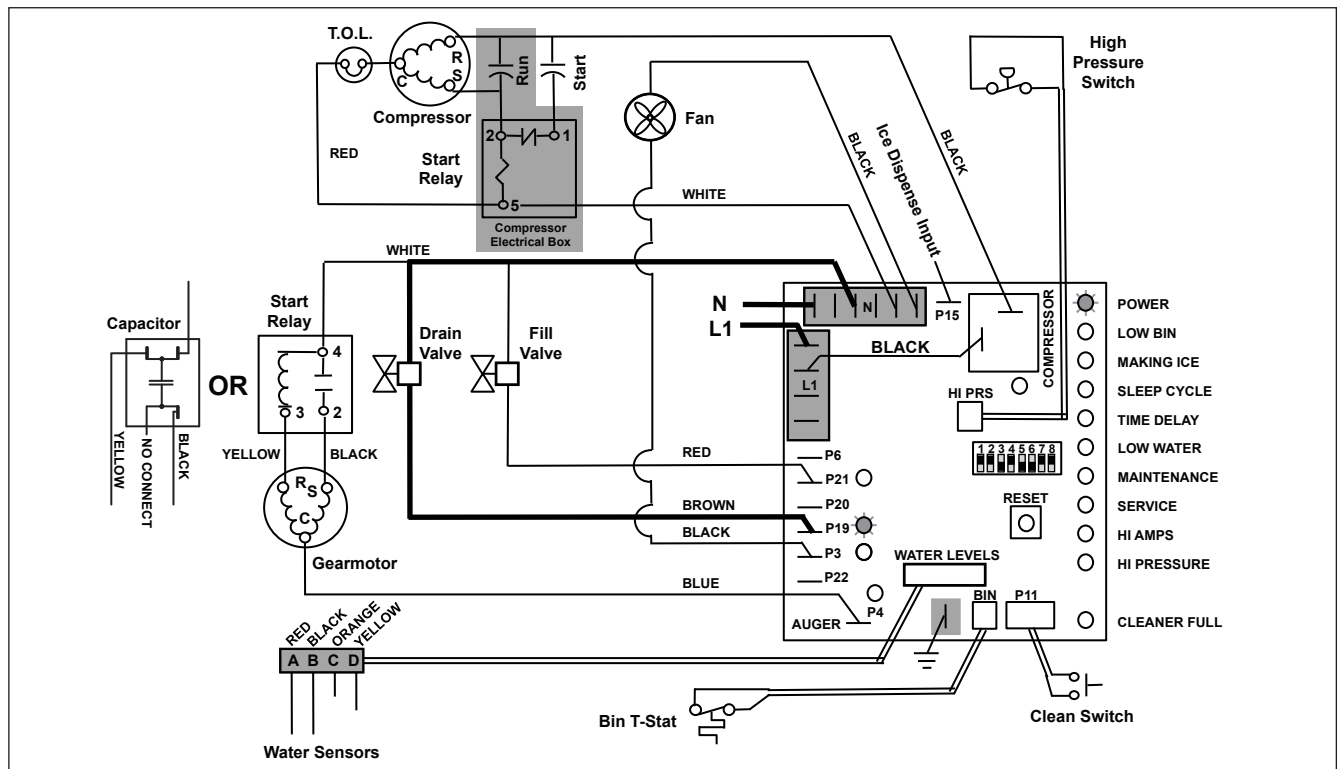 T.O.L.
R
S
C
Compressor
Run
Start
2
1
Start
Relay
5
Compressor
Electrical Box
RED
WHITE
Fan
BLACK
Ice Dispense Input
BLACK
High
Pressure
Switch
WHITE
Capacitor
YELLOW
NO CONNECT
BLACK
OR
Start
Relay
4
3
2
YELLOW
BLACK
R
S
C
Gearmotor
Drain
Valve
Fill
Valve
N
L1
N
P15
BLACK
L1
COMPRESSOR
HI PRS
1 2 3 4 5 6 7 8
RESET
RED
BROWN
BLACK
BLUE
P6
P21
P20
P19
P3
P22
P4
AUGER
WATER LEVELS
BIN
P11
POWER
LOW BIN
MAKING ICE
SLEEP CYCLE
TIME DELAY
LOW WATER
MAINTENANCE
SERVICE
HI AMPS
HI PRESSURE
CLEANER FULL
RED
BLACK
ORANGE
YELLOW
A B C D
Water Sensors
Bin T-Stat
Clean Switch